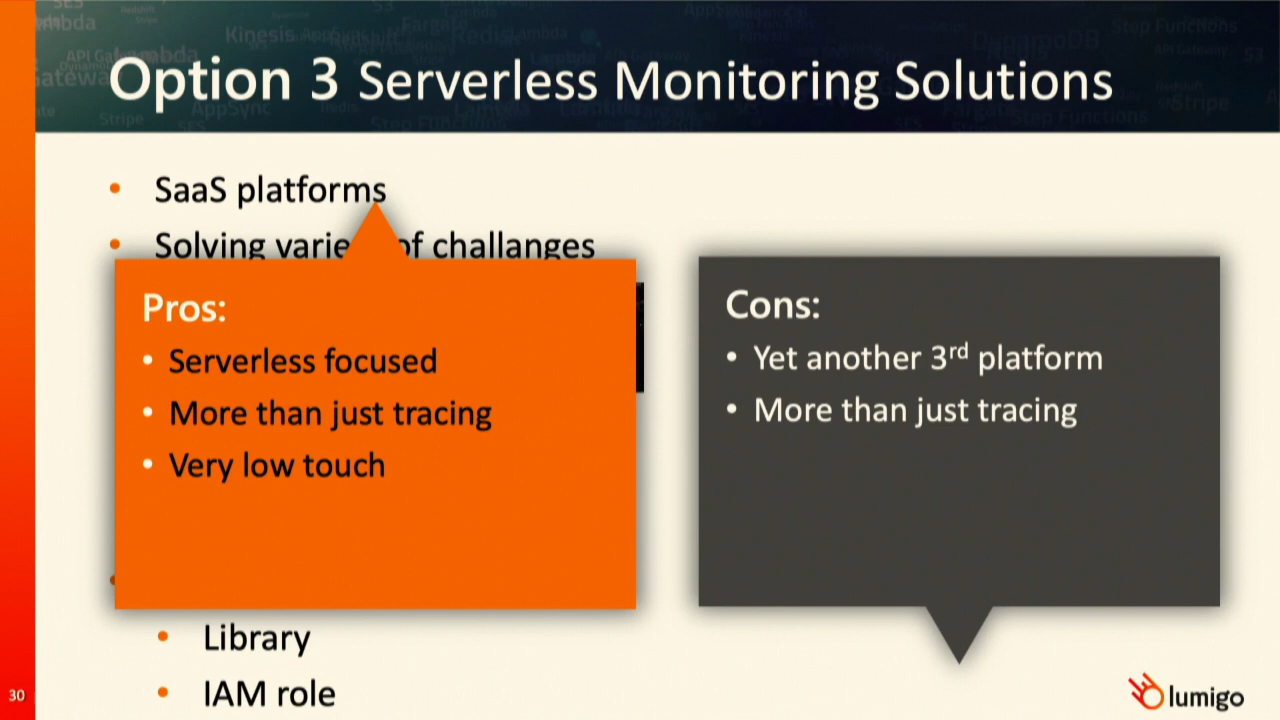 Option 3 Serverless Monitoring Solutions
• SaaS platforms
• Solving of challanges
Pros:
• Serverless focused
• More than just tracing
• Very low touch
Cons:
• Yet another 3rd platform
• More than just tracing
• Library
• IAM role
30
lumigo